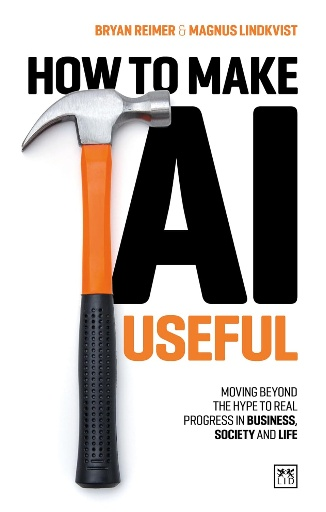 BRYAN REIMER & MAGNUS LINDKVIST
HOW TO MAKE
AI
USEFUL
MOVING BEYOND
THE HYPE TO REAL
PROGRESS IN BUSINESS,
SOCIETY AND LIFE
LID